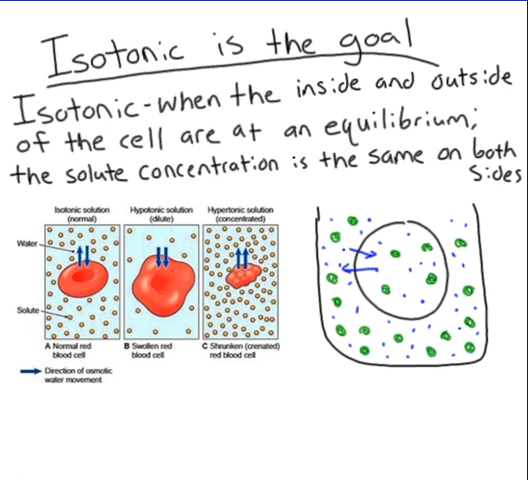 Isotonic is the goal
Isotonic-When the inside and outside
of the cell are at an equilibrium;
the solute concentration is the same on both
sides
Isotonic solution
(normal)
Hypotonic solution
(dilute)
Hypertonic solution
(concentrated)
Water
Solute
A Normal red
blood cell
B Swollen red
blood cell
C Shrunken (crenated)
red blood cell
Direction of osmotic
water movement